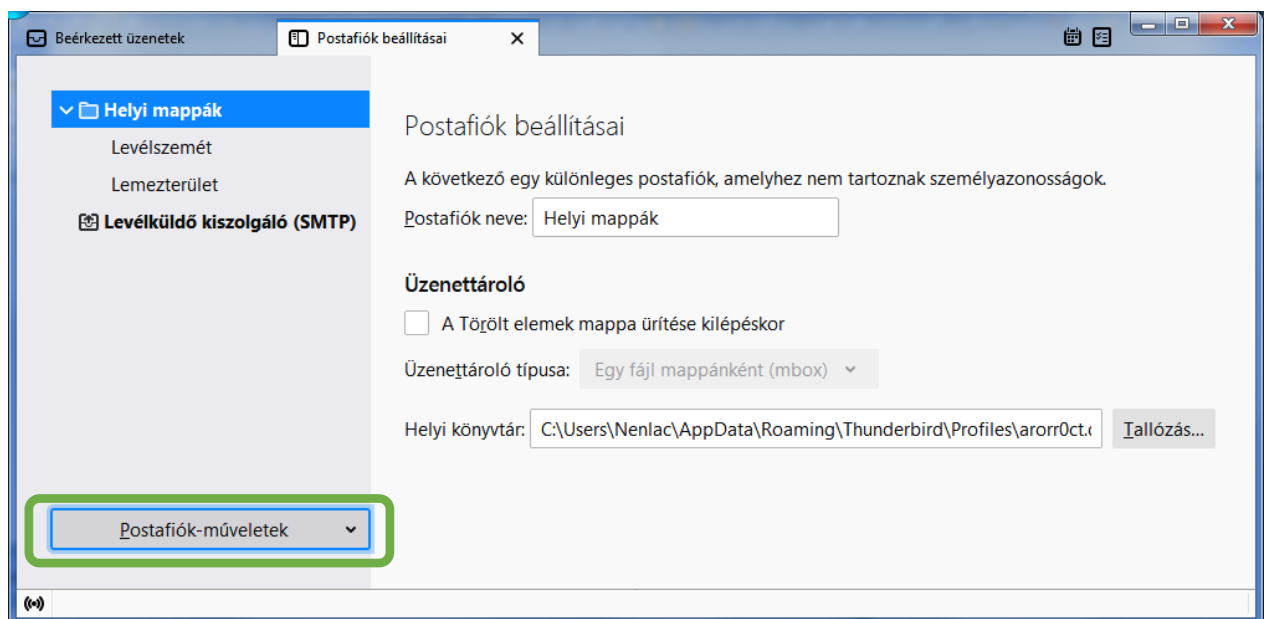 Beérkezett üzenetek
Postafiók beállításai
Helyi mappák
Levélszemét
Lemezterület
Levélküldő kiszolgáló (SMTP)
Postafiók-műveletek
Postafiók beállításai
A következő egy különleges postafiók, amelyhez nem tartoznak személyazonosságok.
Postafiók neve: Helyi mappák
Üzenettároló
A Törölt elemek mappa ürítése kilépéskor
Üzenettároló típusa: Egy fájl mappánként (mbox)
Helyi könyvtár: C:\Users\Nenlac\AppData\Roaming\Thunderbird\Profiles\arorr0ct. Tallózás...